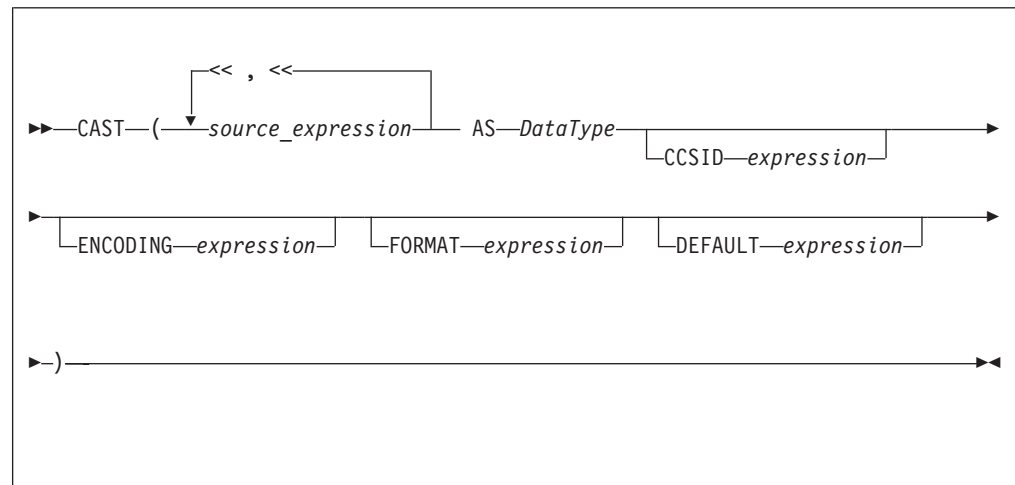 << , <<
CAST ( source_expression AS DataType
CCSID expression
ENCODING expression FORMAT expression DEFAULT expression
)